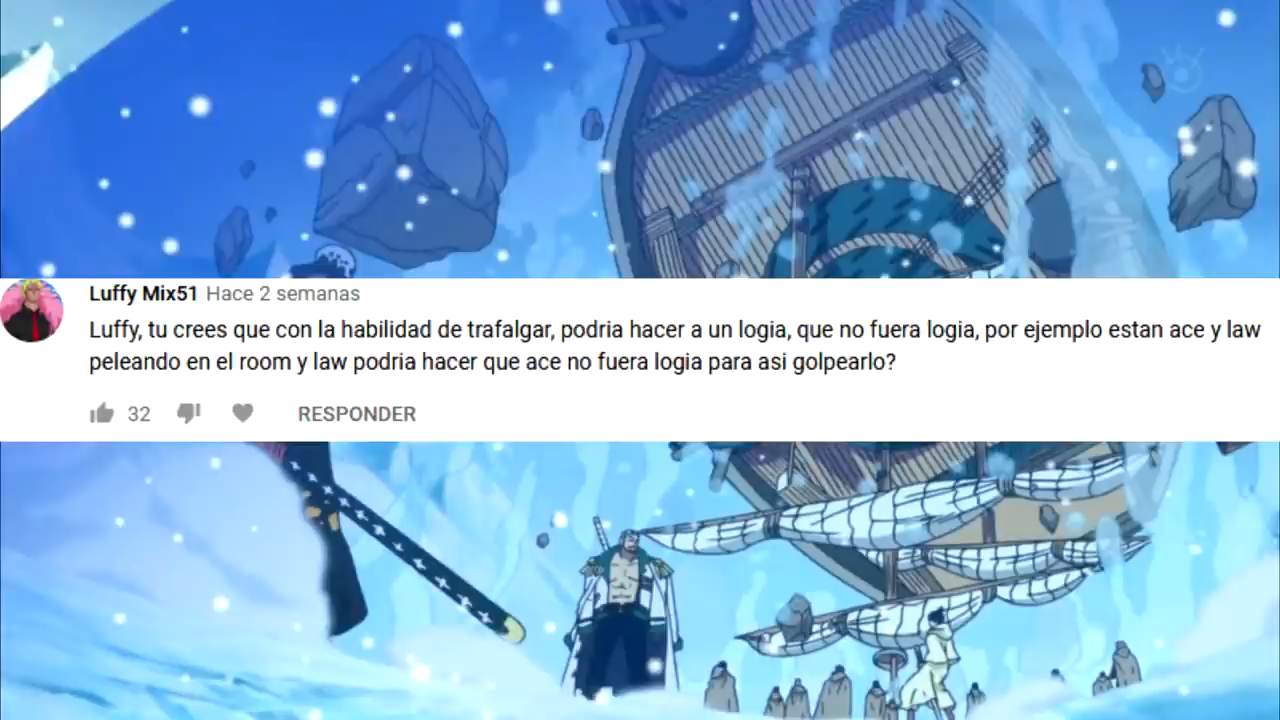 Luffy Mix51 Hace 2 semanas
Luffy, tu crees que con la habilidad de trafalgar, podria hacer a un logia, que no fuera logia, por ejemplo estan ace y law
peleando en el room y law podria hacer que ace no fuera logia para asi golpearlo?
32 RESPONDER